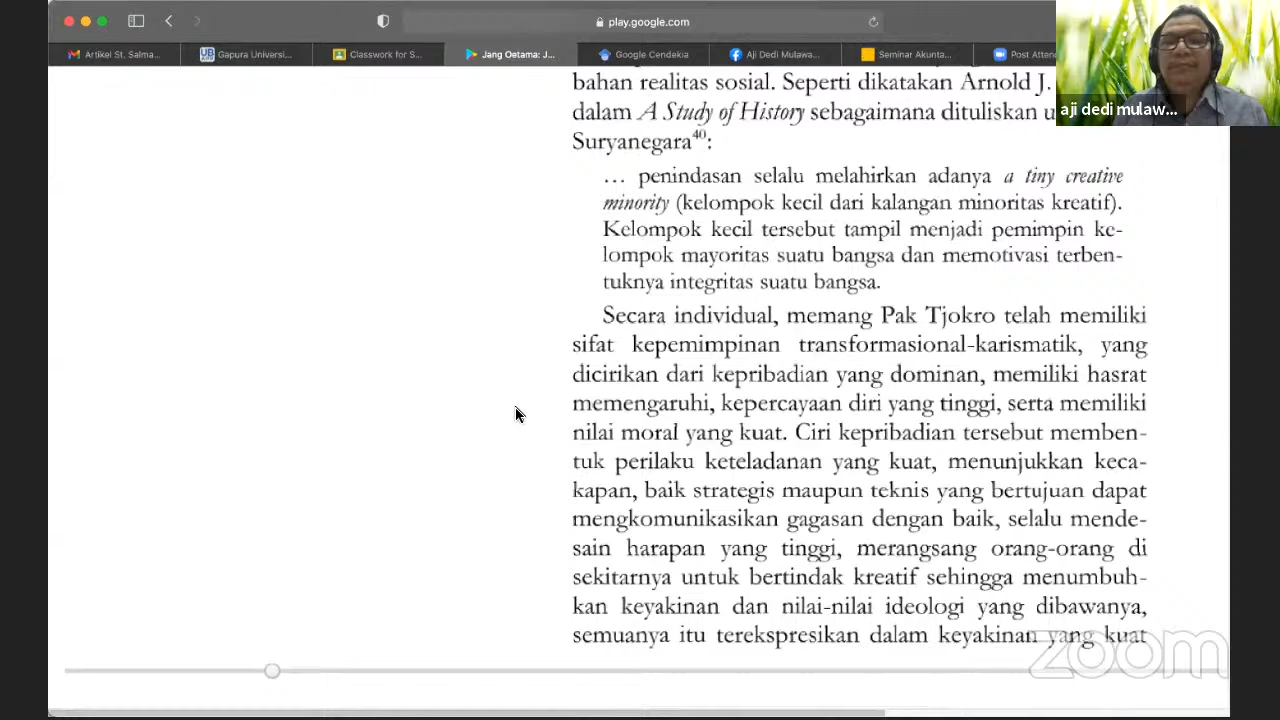 play.google.com
Artikel St. Salma...
Gapura Universi...
Classwork for S...
Jang Oetama: J...
Google Cendekia
Aji Dedi Mulawa...
Seminar Akunta...
Post Atten
aji dedi mulaw...
bahan realitas sosial. Seperti dikatakan Arnold J.
dalam A Study of History sebagaimana dituliskan u
Suryanegara40:
... penindasan selalu melahirkan adanya a tiny creative
minority (kelompok kecil dari kalangan minoritas kreatif).
Kelompok kecil tersebut tampil menjadi pemimpin ke-
lompok mayoritas suatu bangsa dan memotivasi terben-
tuknya integritas suatu bangsa.
Secara individual, memang Pak Tjokro telah memiliki
sifat kepemimpinan transformasional-karismatik, yang
dicirikan dari kepribadian yang dominan, memiliki hasrat
memengaruhi, kepercayaan diri yang tinggi, serta memiliki
nilai moral yang kuat. Ciri kepribadian tersebut memben-
tuk perilaku keteladanan yang kuat, menunjukkan keca-
kapan, baik strategis maupun teknis yang bertujuan dapat
mengkomunikasikan gagasan dengan baik, selalu mende-
sain harapan yang tinggi, merangsang orang-orang di
sekitarnya untuk bertindak kreatif sehingga menumbuh-
kan keyakinan dan nilai-nilai ideologi yang dibawanya,
semuanya itu terekspresikan dalam keyakinan yang kuat
zoom